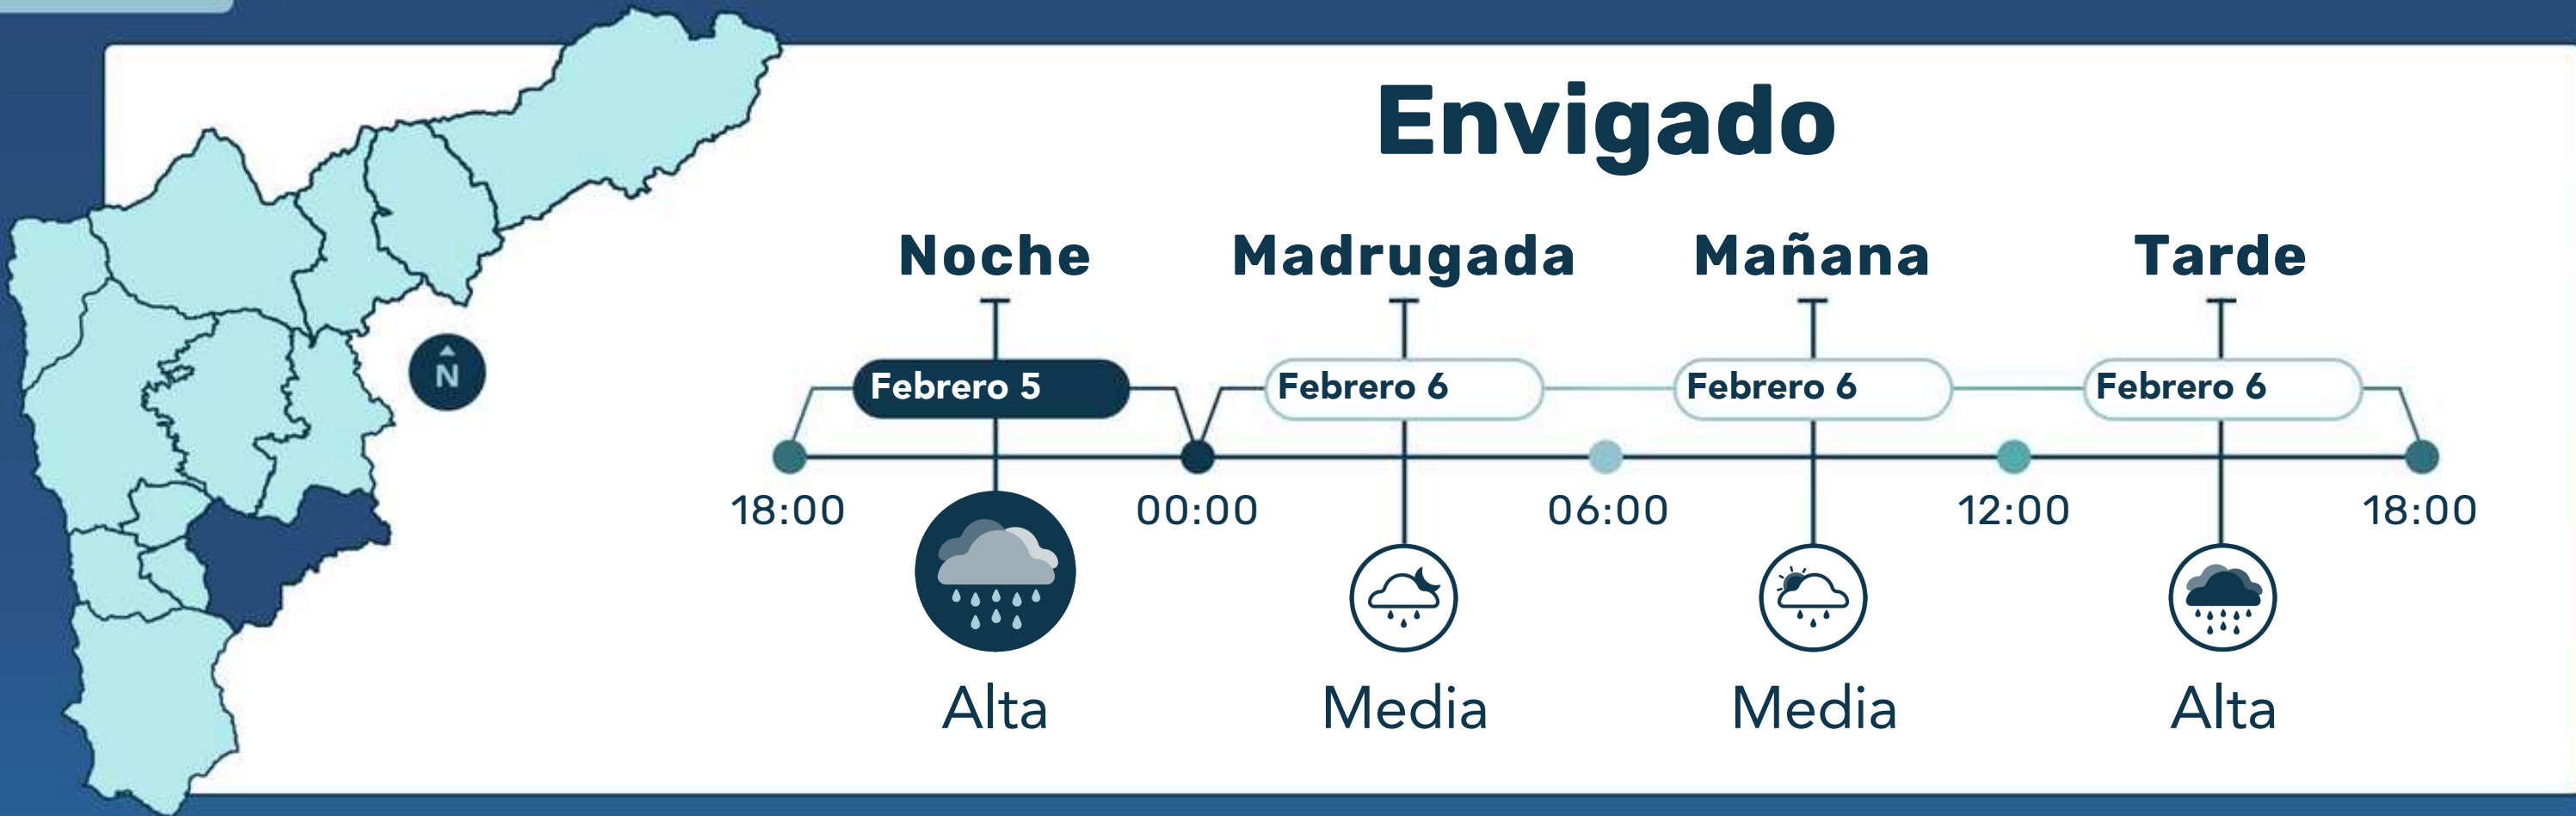 Envigado
Noche Madrugada Mañana Tarde
Febrero 5 Febrero 6 Febrero 6 Febrero 6
N
18:00 00:00 06:00 12:00 18:00
Alta Media Media Alta